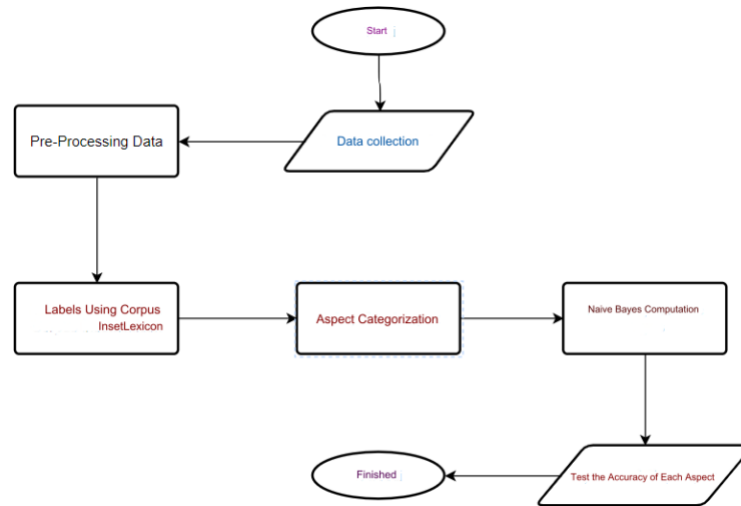 Start
Data collection
Pre-Processing Data
Labels Using Corpus
InsetLexicon
Aspect Categorization
Naive Bayes Computation
Test the Accuracy of Each Aspect
Finished